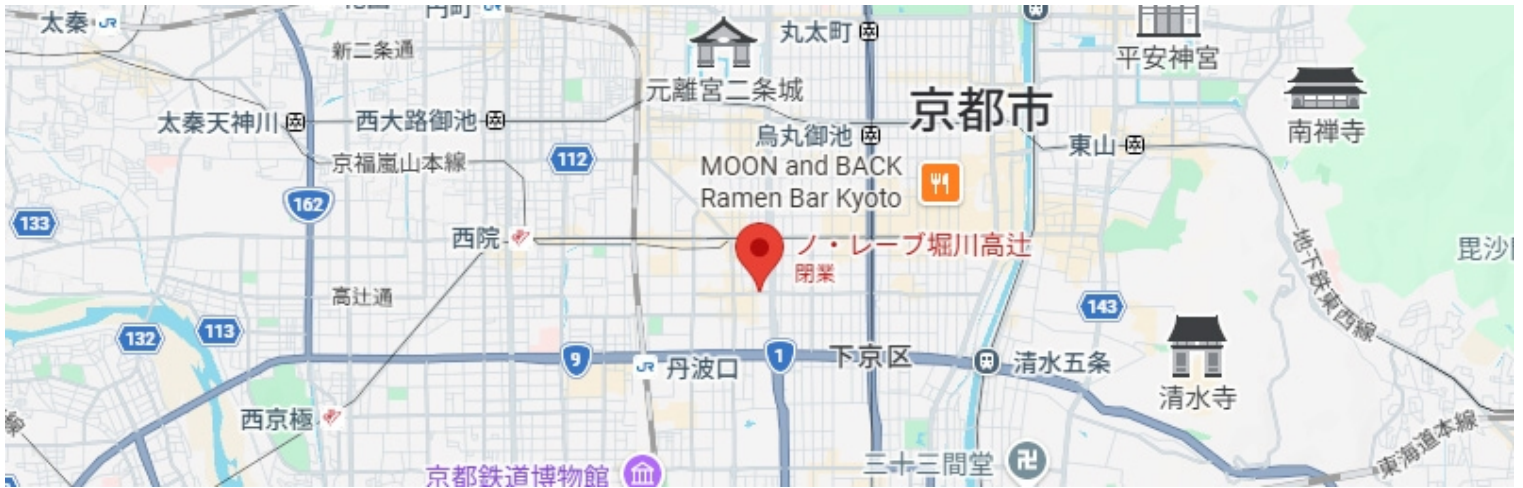 太秦
円町
丸太町
新二条通
平安神宮
元離宮二条城
南禅寺
京都市
太秦天神川
西大路御池
烏丸御池
東山
京福嵐山本線
112
MOON and BACK
Ramen Bar Kyoto
162
133
西院
ノ・レーブ堀川高辻
閉業
地下鉄東西線
毘沙門
高辻通
143
132
113
9
1
下京区
丹波口
清水五条
清水寺
西京極
三十三間堂
東海道本線
京都鉄道博物館